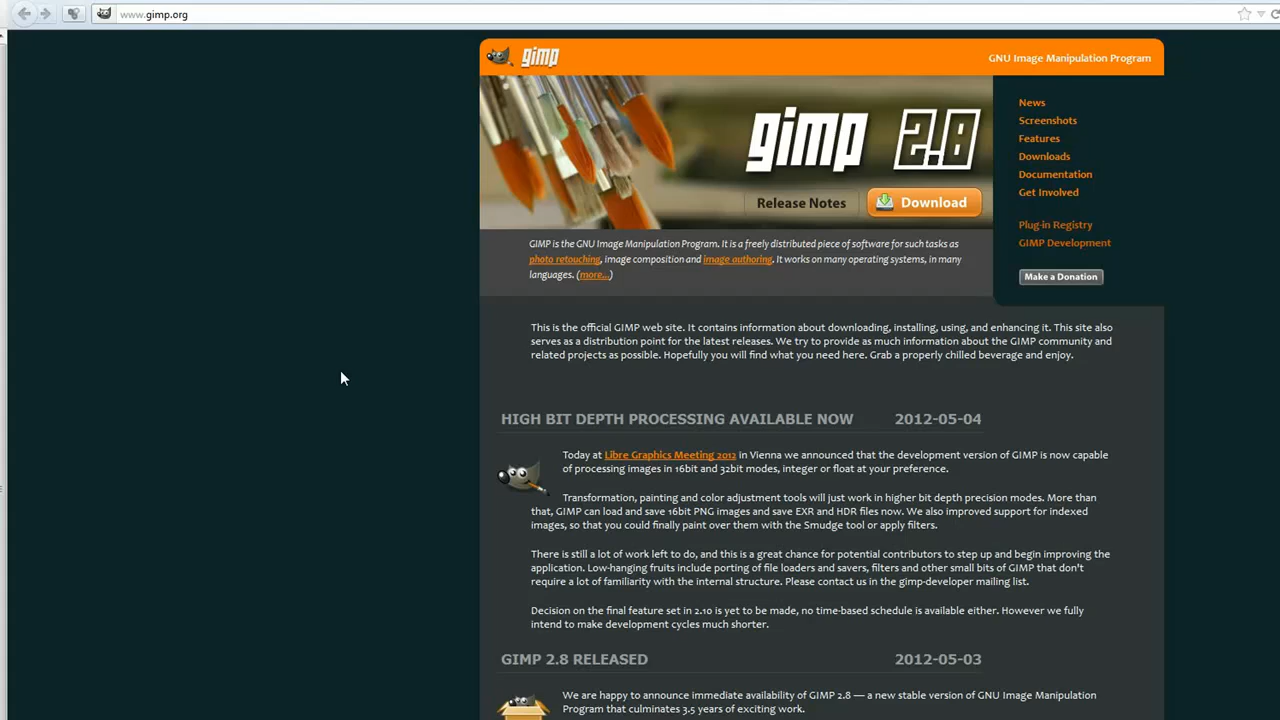 www.gimp.org
gimp
GNU Image Manipulation Program
gimp 2.8
Release Notes
Download
News
Screenshots
Features
Downloads
Documentation
Get Involved
Plug-in Registry
GIMP Development
Make a Donation
GIMP is the GNU Image Manipulation Program. It is a freely distributed piece of software for such tasks as
photo retouching, image composition and image authoring. It works on many operating systems, in many
languages. (more...)
This is the official GIMP web site. It contains information about downloading, installing, using, and enhancing it. This site also
serves as a distribution point for the latest releases. We try to provide as much information about the GIMP community and
related projects as possible. Hopefully you will find what you need here. Grab a properly chilled beverage and enjoy.
HIGH BIT DEPTH PROCESSING AVAILABLE NOW 2012-05-04
Today at Libre Graphics Meeting 2012 in Vienna we announced that the development version of GIMP is now capable
of processing images in 16bit and 32bit modes, integer or float at your preference.
Transformation, painting and color adjustment tools will just work in higher bit depth precision modes. More than
that, GIMP can load and save 16bit PNG images and save EXR and HDR files now. We also improved support for indexed
images, so that you could finally paint over them with the Smudge tool or apply filters.
There is still a lot of work left to do, and this is a great chance for potential contributors to step up and begin improving the
application. Low-hanging fruits include porting of file loaders and savers, filters and other small bits of GIMP that don't
require a lot of familiarity with the internal structure. Please contact us in the gimp-developer mailing list.
Decision on the final feature set in 2.10 is yet to be made, no time-based schedule is available either. However we fully
intend to make development cycles much shorter.
GIMP 2.8 RELEASED 2012-05-03
We are happy to announce immediate availability of GIMP 2.8 — a new stable version of GNU Image Manipulation
Program that culminates 3.5 years of exciting work.